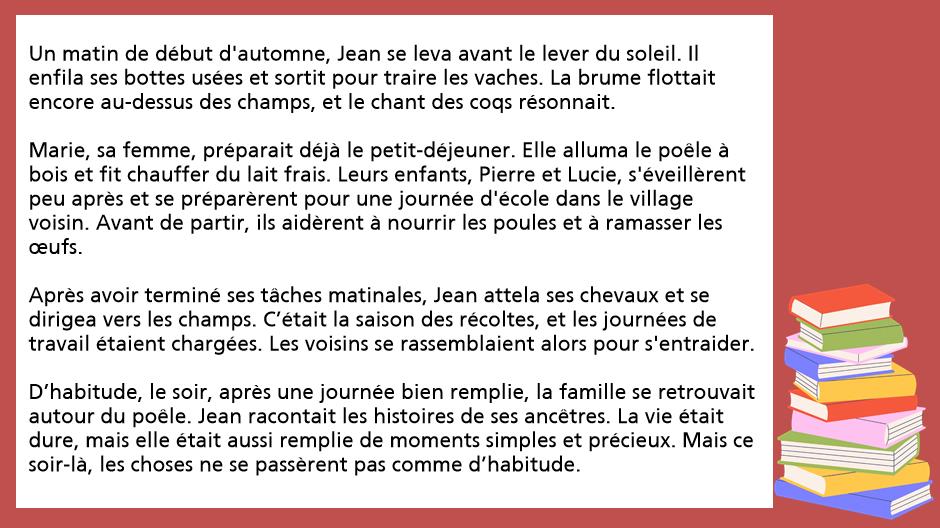 Un matin de début d'automne, Jean se leva avant le lever du soleil. Il
enfila ses bottes usées et sortit pour traire les vaches. La brume flottait
encore au-dessus des champs, et le chant des coqs résonnait.
Marie, sa femme, préparait déjà le petit-déjeuner. Elle alluma le poêle à
bois et fit chauffer du lait frais. Leurs enfants, Pierre et Lucie, s'éveillèrent
peu après et se préparèrent pour une journée d'école dans le village
voisin. Avant de partir, ils aidèrent à nourrir les poules et à ramasser les
œufs.
Après avoir terminé ses tâches matinales, Jean attela ses chevaux et se
dirigea vers les champs. C’était la saison des récoltes, et les journées de
travail étaient chargées. Les voisins se rassemblaient alors pour s'entraider.
D’habitude, le soir, après une journée bien remplie, la famille se retrouvait
autour du poêle. Jean racontait les histoires de ses ancêtres. La vie était
dure, mais elle était aussi remplie de moments simples et précieux. Mais ce
soir-là, les choses ne se passèrent pas comme d’habitude.